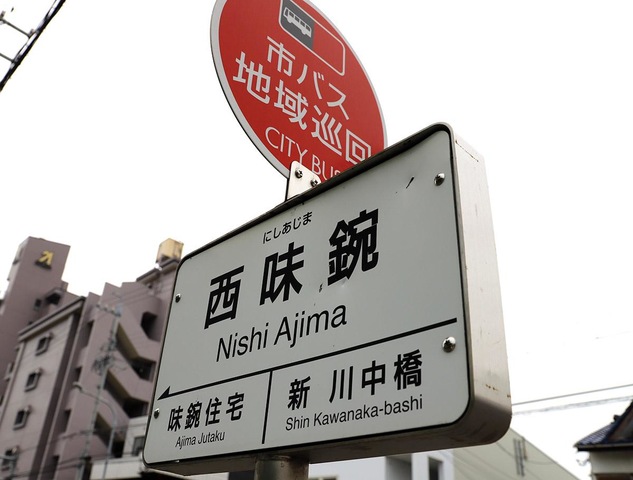 市バス
地域巡回
CITY BUS
にしあじま
西味鋺
Nishi Ajima
味鋺住宅
Ajima Jutaku
新川中橋
Shin Kawanaka-bashi